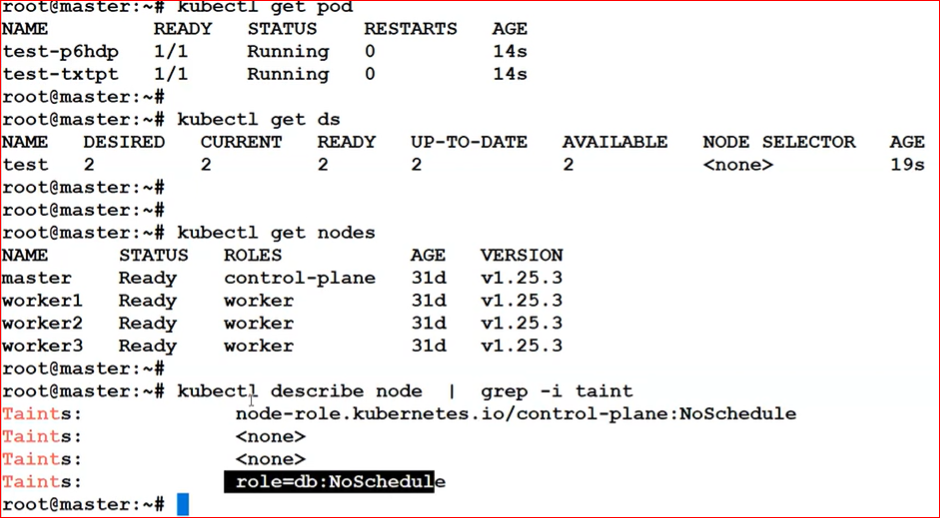 root@master:~# kubectl get pod
NAME READY STATUS RESTARTS AGE
test-p6hdp 1/1 Running 0 14s
test-txtpt 1/1 Running 0 14s
root@master:~#
root@master:~# kubectl get ds
NAME DESIRED CURRENT READY UP-TO-DATE AVAILABLE NODE SELECTOR AGE
test 2 2 2 2 2 <none> 19s
root@master:~#
root@master:~#
root@master:~# kubectl get nodes
NAME STATUS ROLES AGE VERSION
master Ready control-plane 31d v1.25.3
worker1 Ready worker 31d v1.25.3
worker2 Ready worker 31d v1.25.3
worker3 Ready worker 31d v1.25.3
root@master:~#
root@master:~# kubectl describe node | grep -i taint
Taints: node-role.kubernetes.io/control-plane:NoSchedule
Taints: <none>
Taints: <none>
Taints: role=db:NoSchedule
root@master:~#